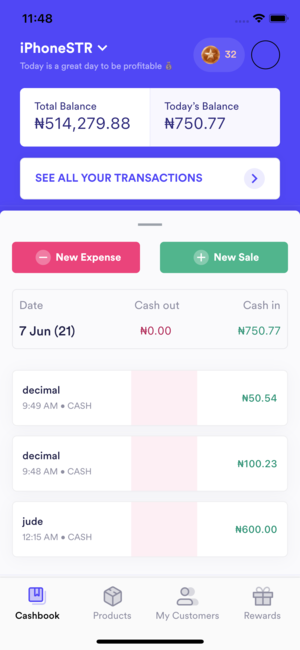 11:48
iPhoneSTR
32
Today is a great day to be profitable 💰
Total Balance
₦514,279.88
Today's Balance
₦750.77
SEE ALL YOUR TRANSACTIONS
New Expense
New Sale
Date Cash out Cash in
7 Jun (21) ₦0.00 ₦750.77
decimal
9:49 AM • CASH
₦50.54
decimal
9:48 AM • CASH
₦100.23
jude
12:15 AM • CASH
₦600.00
Cashbook Products My Customers Rewards